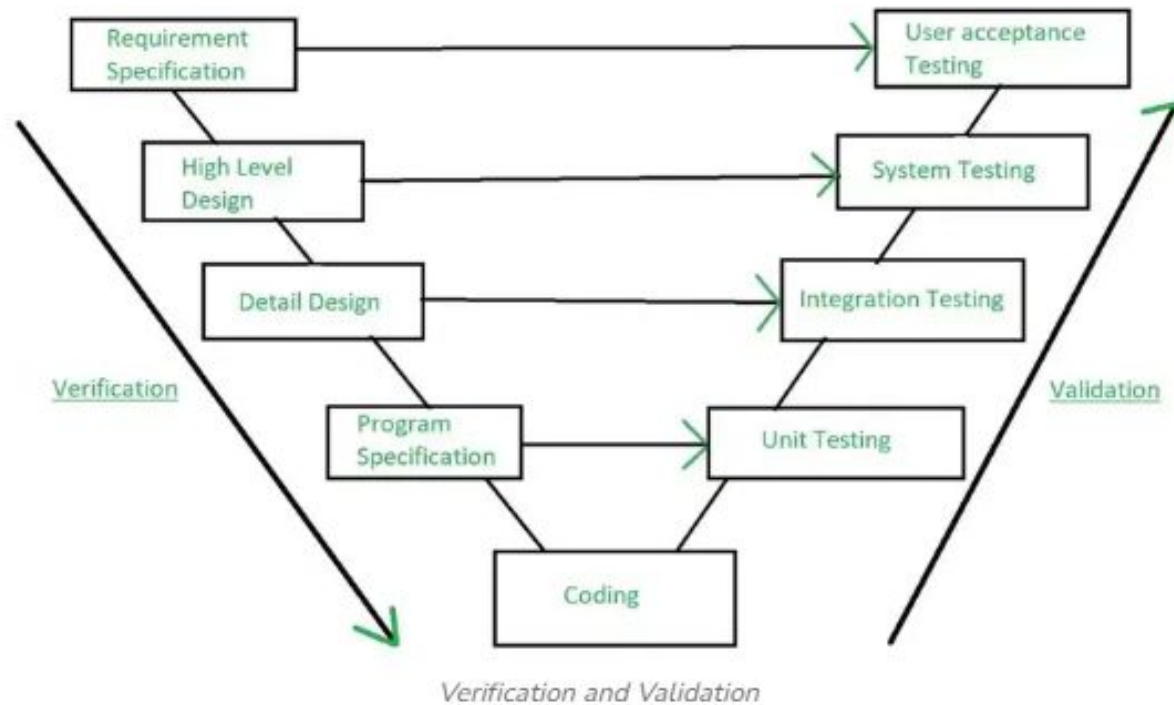 Requirement
Specification
User acceptance
Testing
High Level
Design
System Testing
Detail Design
Integration Testing
Verification
Validation
Program
Specification
Unit Testing
Coding
Verification and Validation